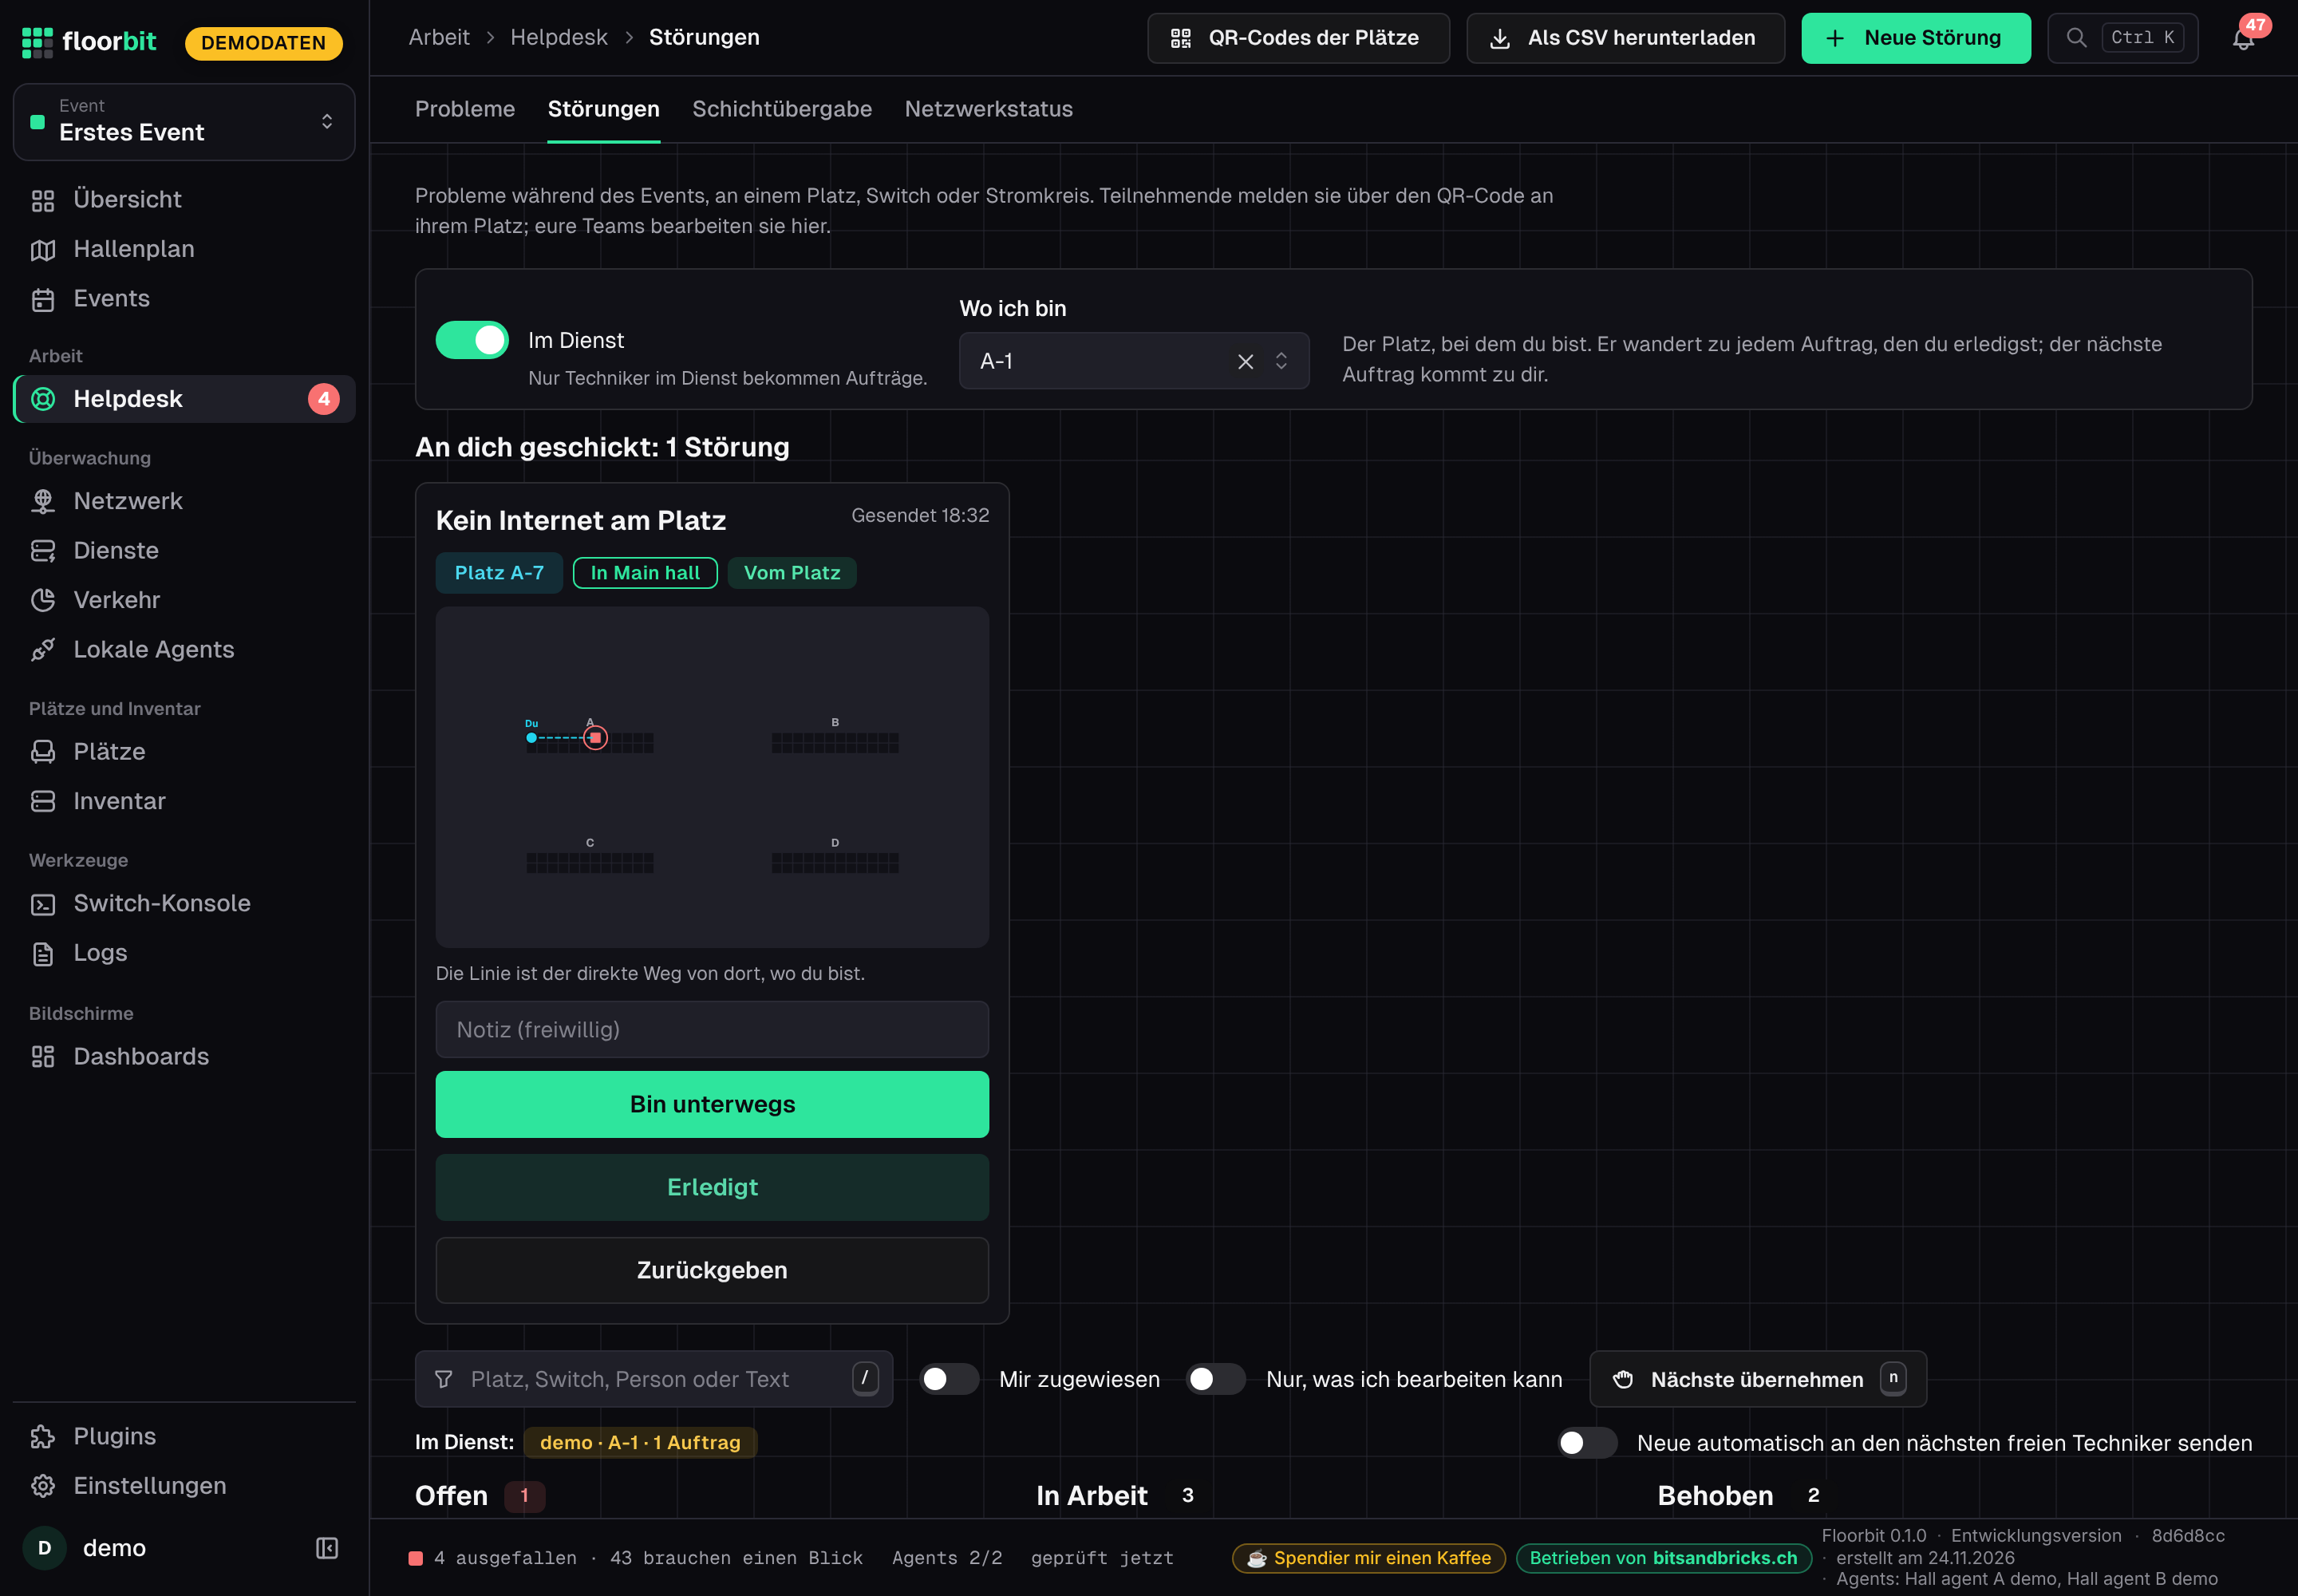 floorbit
DEMODATEN
Event
Erstes Event
Übersicht
Hallenplan
Events
Arbeit
Helpdesk
4
Überwachung
Netzwerk
Dienste
Verkehr
Lokale Agents
Plätze und Inventar
Plätze
Inventar
Werkzeuge
Switch-Konsole
Logs
Bildschirme
Dashboards
Plugins
Einstellungen
D
demo
Arbeit
Helpdesk
Störungen
QR-Codes der Plätze
Als CSV herunterladen
Neue Störung
Ctrl K
47
Probleme
Störungen
Schichtübergabe
Netzwerkstatus
Probleme während des Events, an einem Platz, Switch oder Stromkreis. Teilnehmende melden sie über den QR-Code an
ihrem Platz; eure Teams bearbeiten sie hier.
Im Dienst
Nur Techniker im Dienst bekommen Aufträge.
Wo ich bin
A-1
Der Platz, bei dem du bist. Er wandert zu jedem Auftrag, den du erledigst; der nächste
Auftrag kommt zu dir.
An dich geschickt: 1 Störung
Kein Internet am Platz
Gesendet 18:32
Platz A-7
In Main hall
Vom Platz
Du
A
B
C
D
Die Linie ist der direkte Weg von dort, wo du bist.
Notiz (freiwillig)
Bin unterwegs
Erledigt
Zurückgeben
Platz, Switch, Person oder Text
/
Mir zugewiesen
Nur, was ich bearbeiten kann
Nächste übernehmen
n
Im Dienst:
demo · A-1 · 1 Auftrag
Neue automatisch an den nächsten freien Techniker senden
Offen
1
In Arbeit
3
Behoben
2
4 ausgefallen · 43 brauchen einen Blick
Agents 2/2
geprüft jetzt
☕ Spendier mir einen Kaffee
Betrieben von bitsandbricks.ch
Floorbit 0.1.0 · Entwicklungsversion · 8d6d8cc
· erstellt am 24.11.2026
· Agents: Hall agent A demo, Hall agent B demo